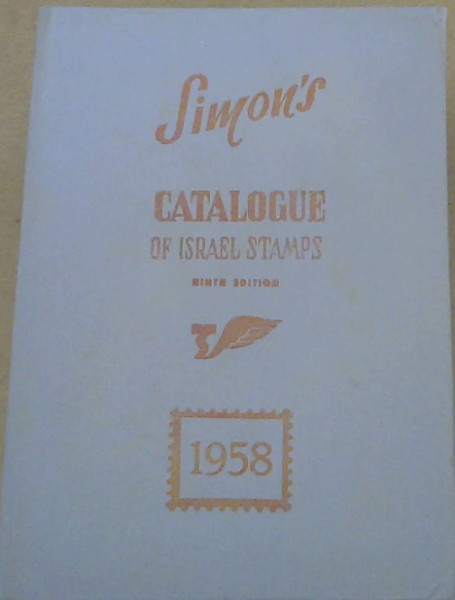 Simon's
CATALOGUE
OF ISRAEL STAMPS
NINTH EDITION
1958